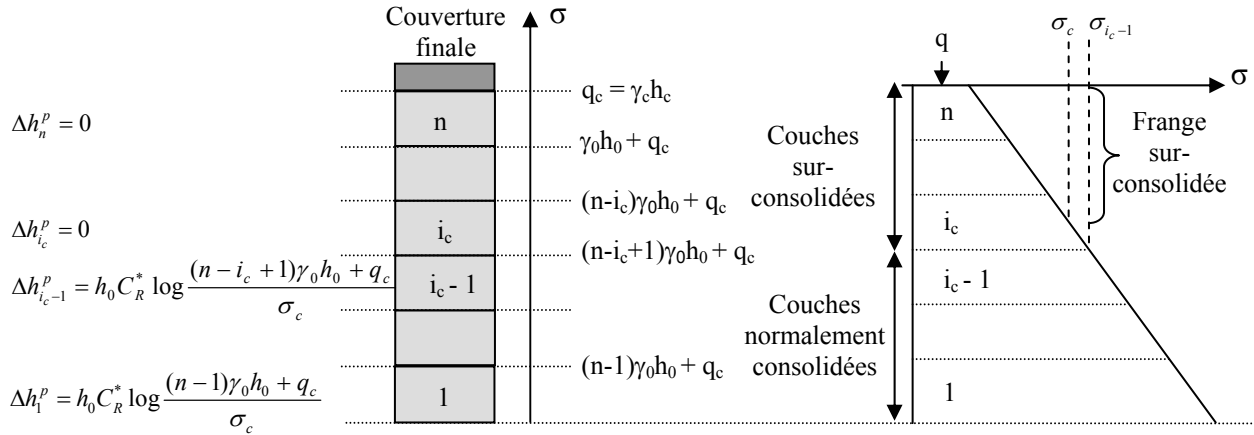 Couverture
finale
σ
q_c = γ_c h_c
Δh_n^p = 0
n
γ_0 h_0 + q_c
(n-i_c)γ_0 h_0 + q_c
Δh_{i_c}^p = 0
i_c
(n-i_c+1)γ_0 h_0 + q_c
Δh_{i_c-1}^p = h_0 C_R^* log \frac{(n - i_c + 1)γ_0 h_0 + q_c}{σ_c}
i_c - 1
(n-1)γ_0 h_0 + q_c
Δh_1^p = h_0 C_R^* log \frac{(n-1)γ_0 h_0 + q_c}{σ_c}
1
σ_c
σ_{i_c-1}
q
σ
n
Couches
sur-
consolidées
Frange
sur-
consolidée
i_c
i_c - 1
Couches
normalement
consolidées
1